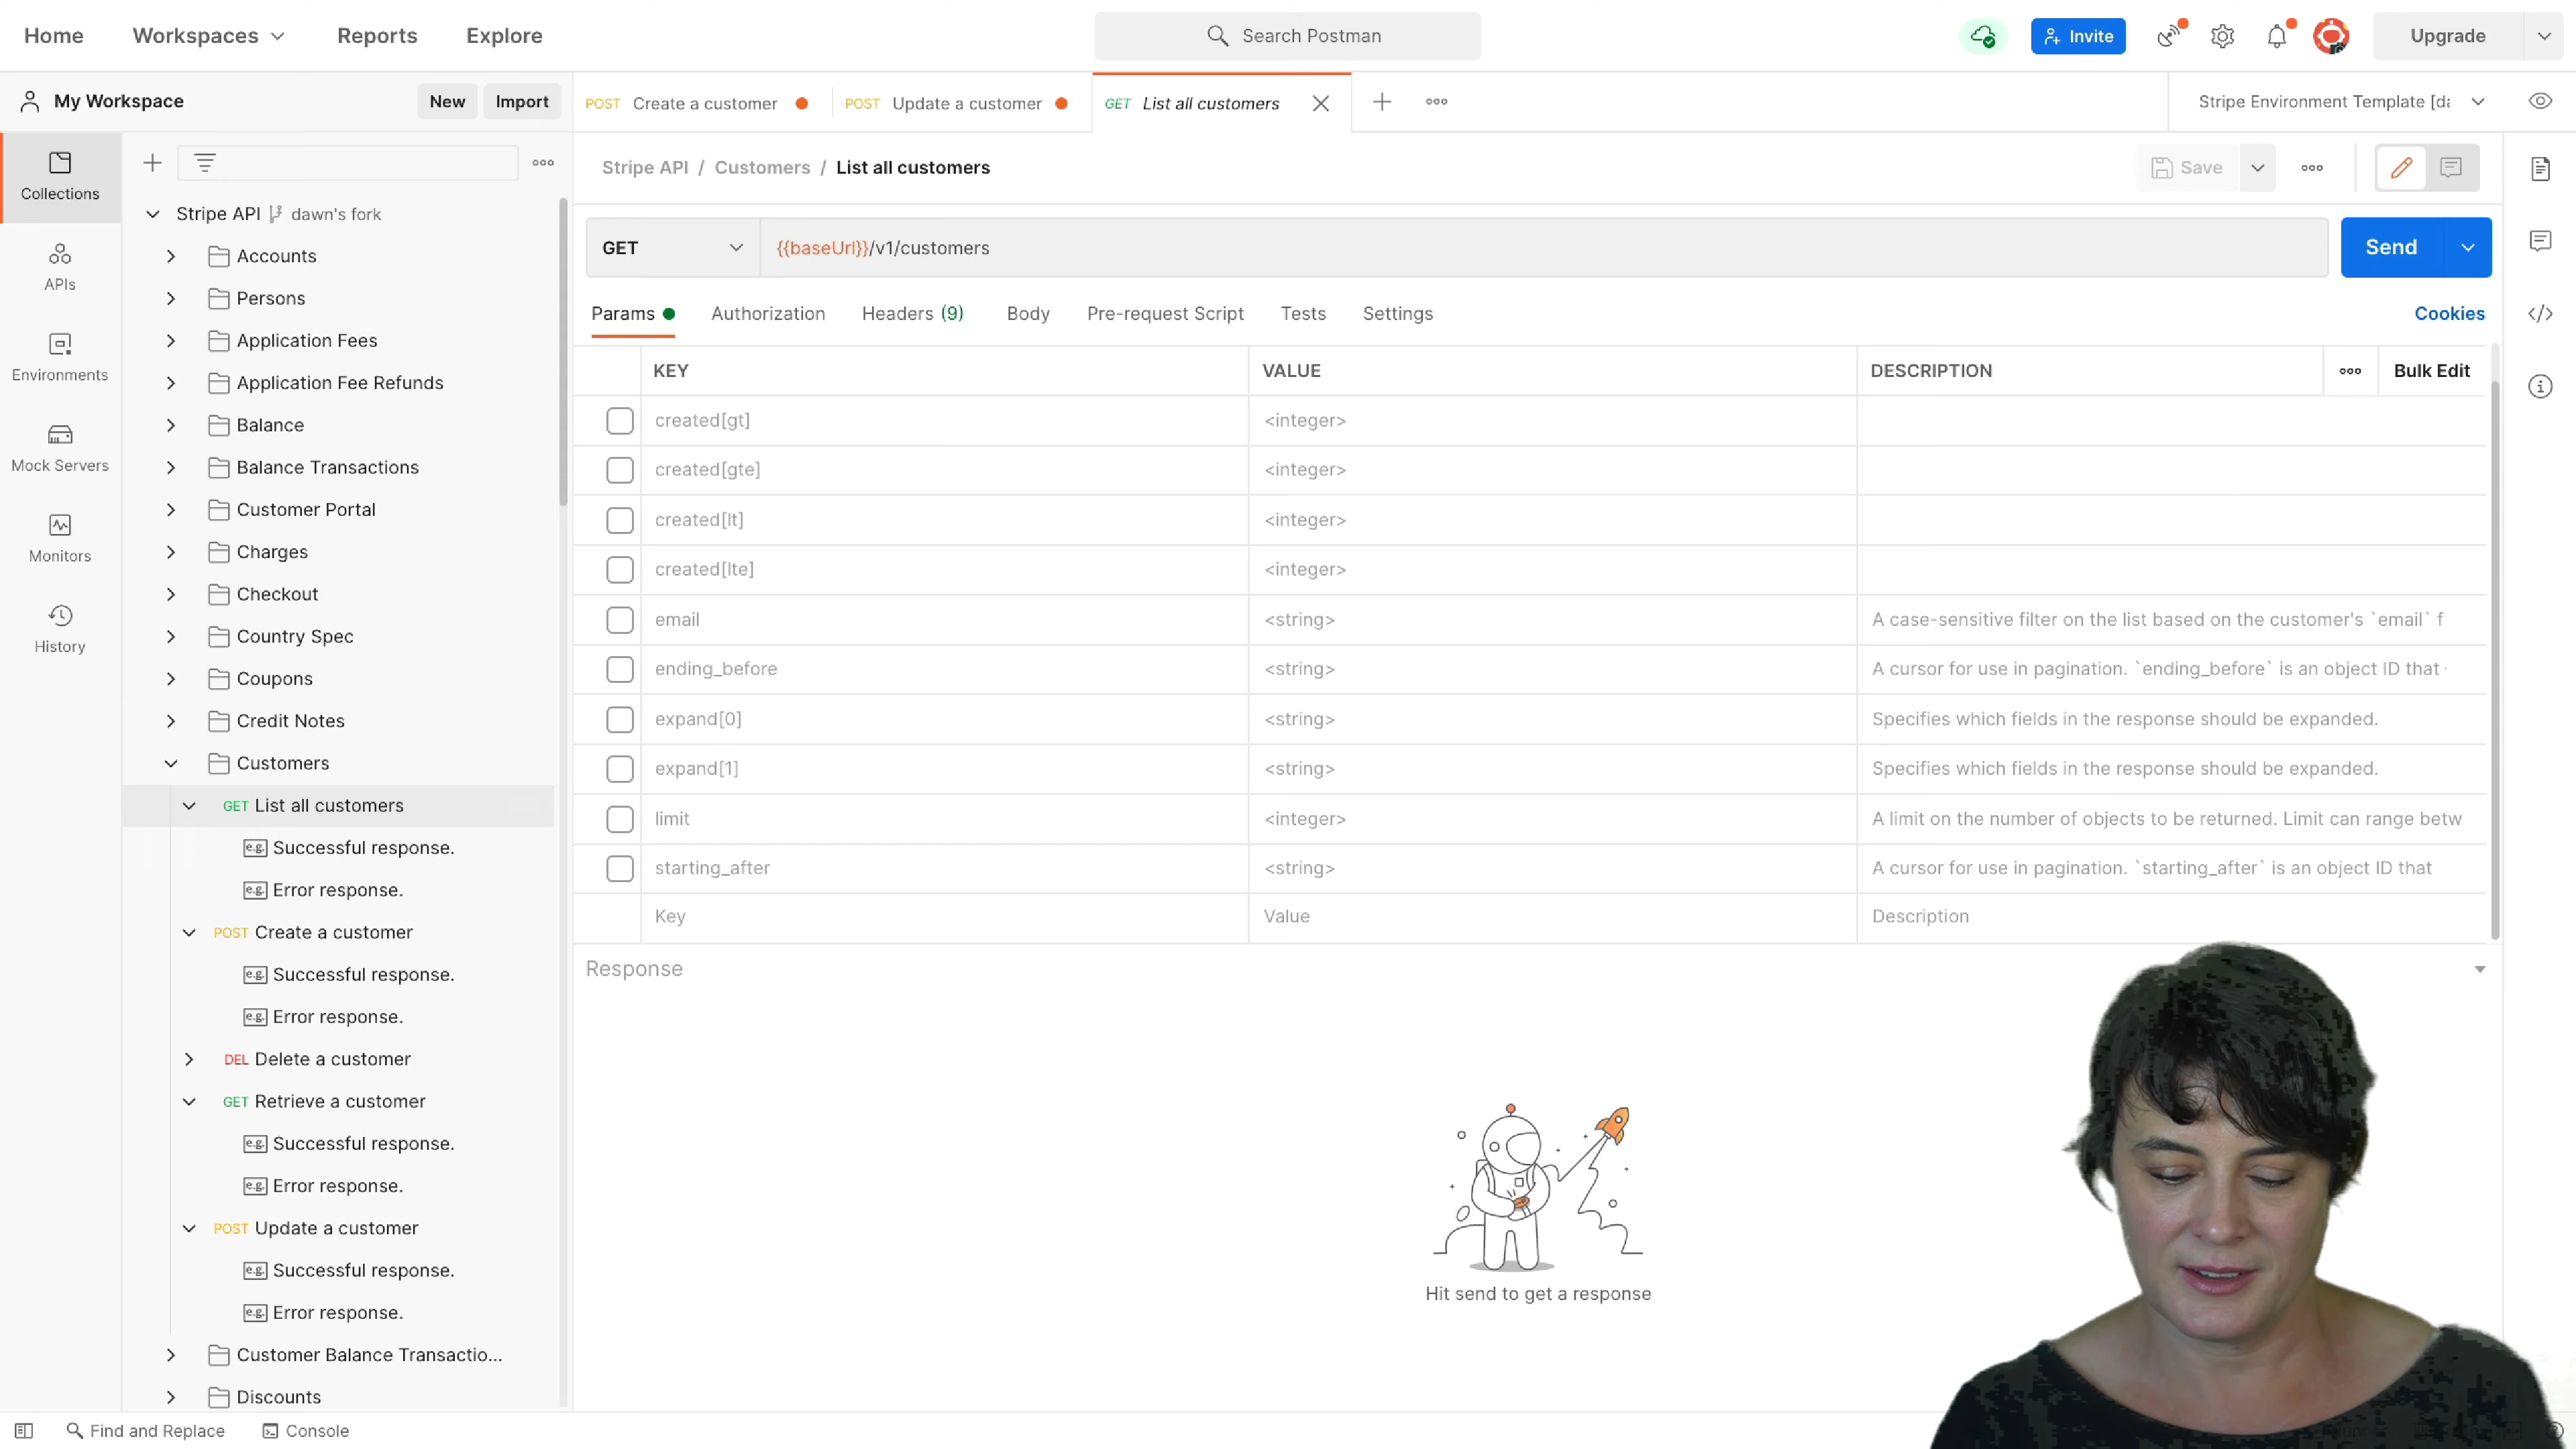 Home
Workspaces
Reports
Explore
Search Postman
Invite
Upgrade
My Workspace
New
Import
POST Create a customer
POST Update a customer
GET List all customers
Stripe Environment Template [da
Collections
APIs
Environments
Mock Servers
Monitors
History
Stripe API dawn's fork
Accounts
Persons
Application Fees
Application Fee Refunds
Balance
Balance Transactions
Customer Portal
Charges
Checkout
Country Spec
Coupons
Credit Notes
Customers
GET List all customers
e.g. Successful response.
e.g. Error response.
POST Create a customer
e.g. Successful response.
e.g. Error response.
DEL Delete a customer
GET Retrieve a customer
e.g. Successful response.
e.g. Error response.
POST Update a customer
e.g. Successful response.
e.g. Error response.
Customer Balance Transactio...
Discounts
Stripe API / Customers / List all customers
Save
GET {{baseUrl}}/v1/customers
Send
Params Authorization Headers (9) Body Pre-request Script Tests Settings Cookies
KEY VALUE DESCRIPTION Bulk Edit
created[gt] <integer>
created[gte] <integer>
created[lt] <integer>
created[lte] <integer>
email <string> A case-sensitive filter on the list based on the customer's `email` f
ending_before <string> A cursor for use in pagination. `ending_before` is an object ID that
expand[0] <string> Specifies which fields in the response should be expanded.
expand[1] <string> Specifies which fields in the response should be expanded.
limit <integer> A limit on the number of objects to be returned. Limit can range betw
starting_after <string> A cursor for use in pagination. `starting_after` is an object ID that
Key Value Description
Response
Hit send to get a response
Find and Replace
Console